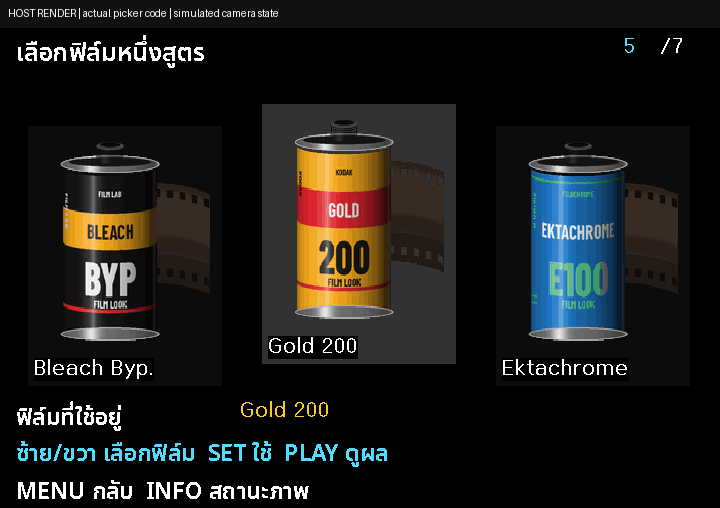 HOST RENDER | actual picker code | simulated camera state
เลือกฟิล์มหนึ่งสูตร
5 /7
FILM LAB
BLEACH
BYP
FILM LOOK
Bleach Byp.
KODAK
GOLD
200
FILM LOOK
Gold 200
EKTACHROME
E100
FILM LOOK
Ektachrome
ฟิล์มที่ใช้อยู่ Gold 200
ซ้าย/ขวา เลือกฟิล์ม SET ใช้ PLAY ดูผล
MENU กลับ INFO สถานะภาพ